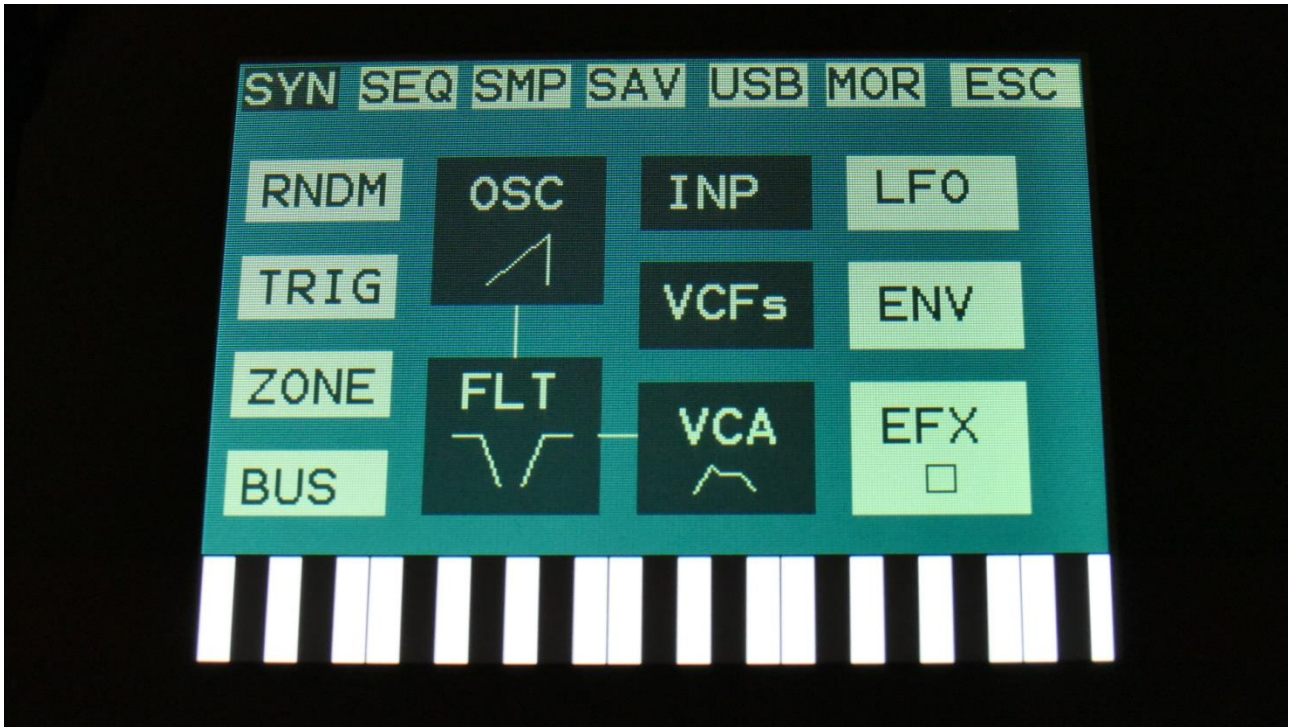 SYN SEQ SMP SAV USB MOR ESC
RNDM OSC INP LFO
TRIG VCFs ENV
ZONE FLT VCA EFX
BUS